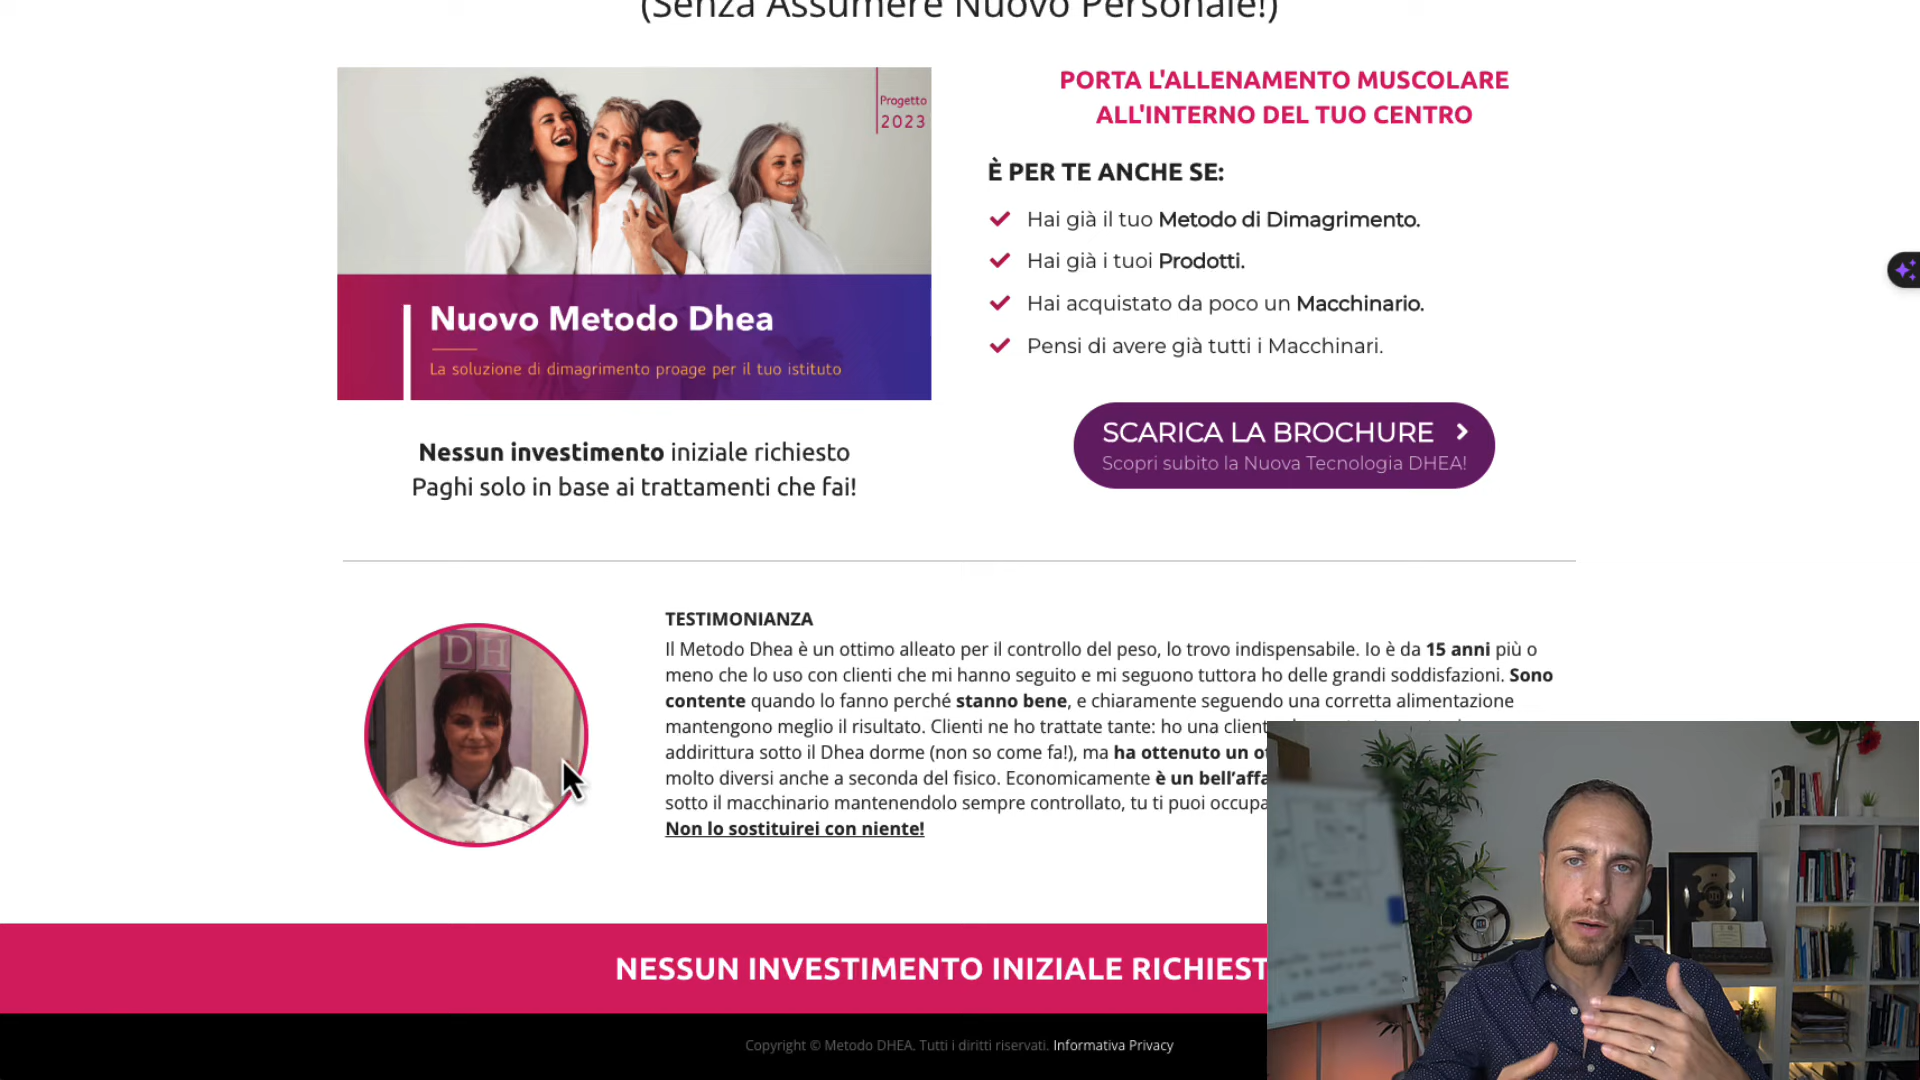 (Senza Assumere Nuovo Personale!)
Progetto
2023
Nuovo Metodo Dhea
La soluzione di dimagrimento proage per il tuo istituto
Nessun investimento iniziale richiesto
Paghi solo in base ai trattamenti che fai!
PORTA L'ALLENAMENTO MUSCOLARE
ALL'INTERNO DEL TUO CENTRO
È PER TE ANCHE SE:
Hai già il tuo Metodo di Dimagrimento.
Hai già i tuoi Prodotti.
Hai acquistato da poco un Macchinario.
Pensi di avere già tutti i Macchinari.
SCARICA LA BROCHURE
Scopri subito la Nuova Tecnologia DHEA!
DH
TESTIMONIANZA
Il Metodo Dhea è un ottimo alleato per il controllo del peso, lo trovo indispensabile. Io è da 15 anni più o
meno che lo uso con clienti che mi hanno seguito e mi seguono tuttora ho delle grandi soddisfazioni. Sono
contente quando lo fanno perché stanno bene, e chiaramente seguendo una corretta alimentazione
mantengono meglio il risultato. Clienti ne ho trattate tante: ho una client
addirittura sotto il Dhea dorme (non so come fa!), ma ha ottenuto un
molto diversi anche a seconda del fisico. Economicamente è un bell'affa
sotto il macchinario mantenendolo sempre controllato, tu ti puoi occupa
Non lo sostituirei con niente!
NESSUN INVESTIMENTO INIZIALE RICHIEST
Copyright © Metodo DHEA. Tutti i diritti riservati. Informativa Privacy